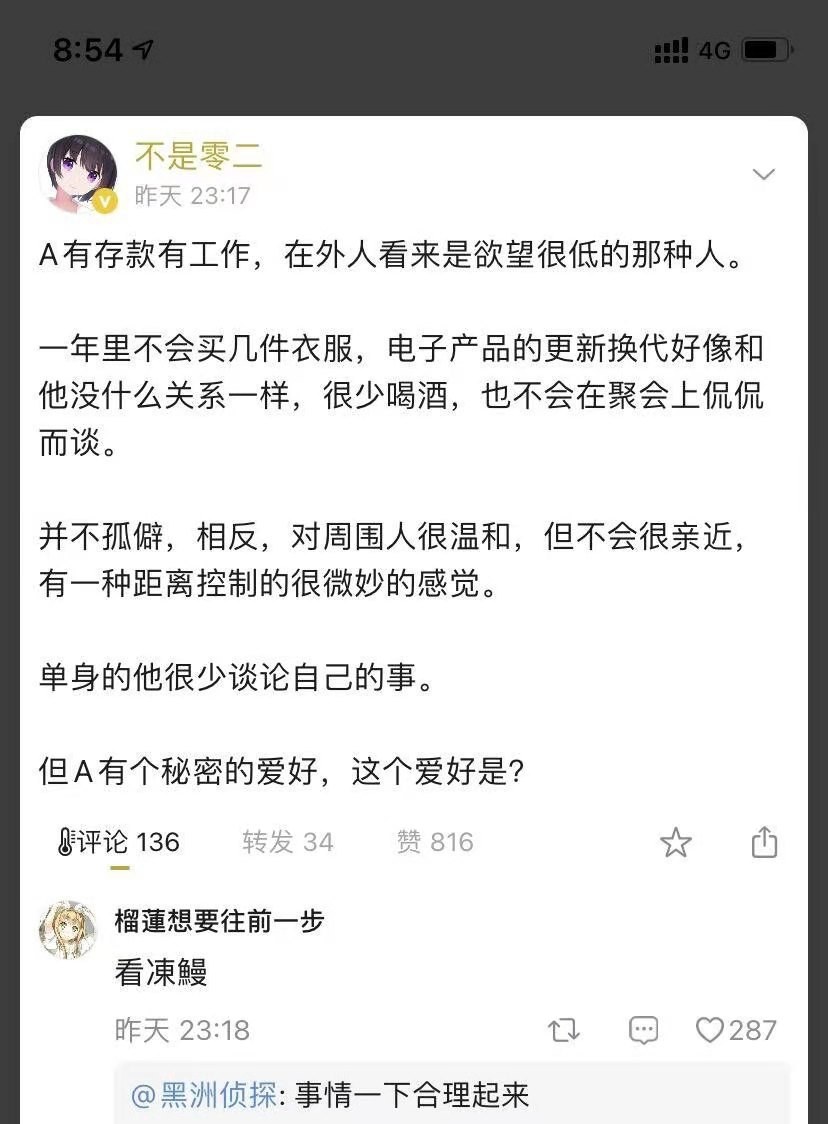 8:54
4G
不是零二
昨天 23:17
A有存款有工作，在外人看来是欲望很低的那种人。
一年里不会买几件衣服，电子产品的更新换代好像和
他没什么关系一样，很少喝酒，也不会在聚会上侃侃
而谈。
并不孤僻，相反，对周围人很温和，但不会很亲近，
有一种距离控制的很微妙的感觉。
单身的他很少谈论自己的事。
但A有个秘密的爱好，这个爱好是?
评论 136 转发 34 赞 816
榴蓮想要往前一步
看凍鰻
昨天 23:18
287
@黑洲侦探: 事情一下合理起来